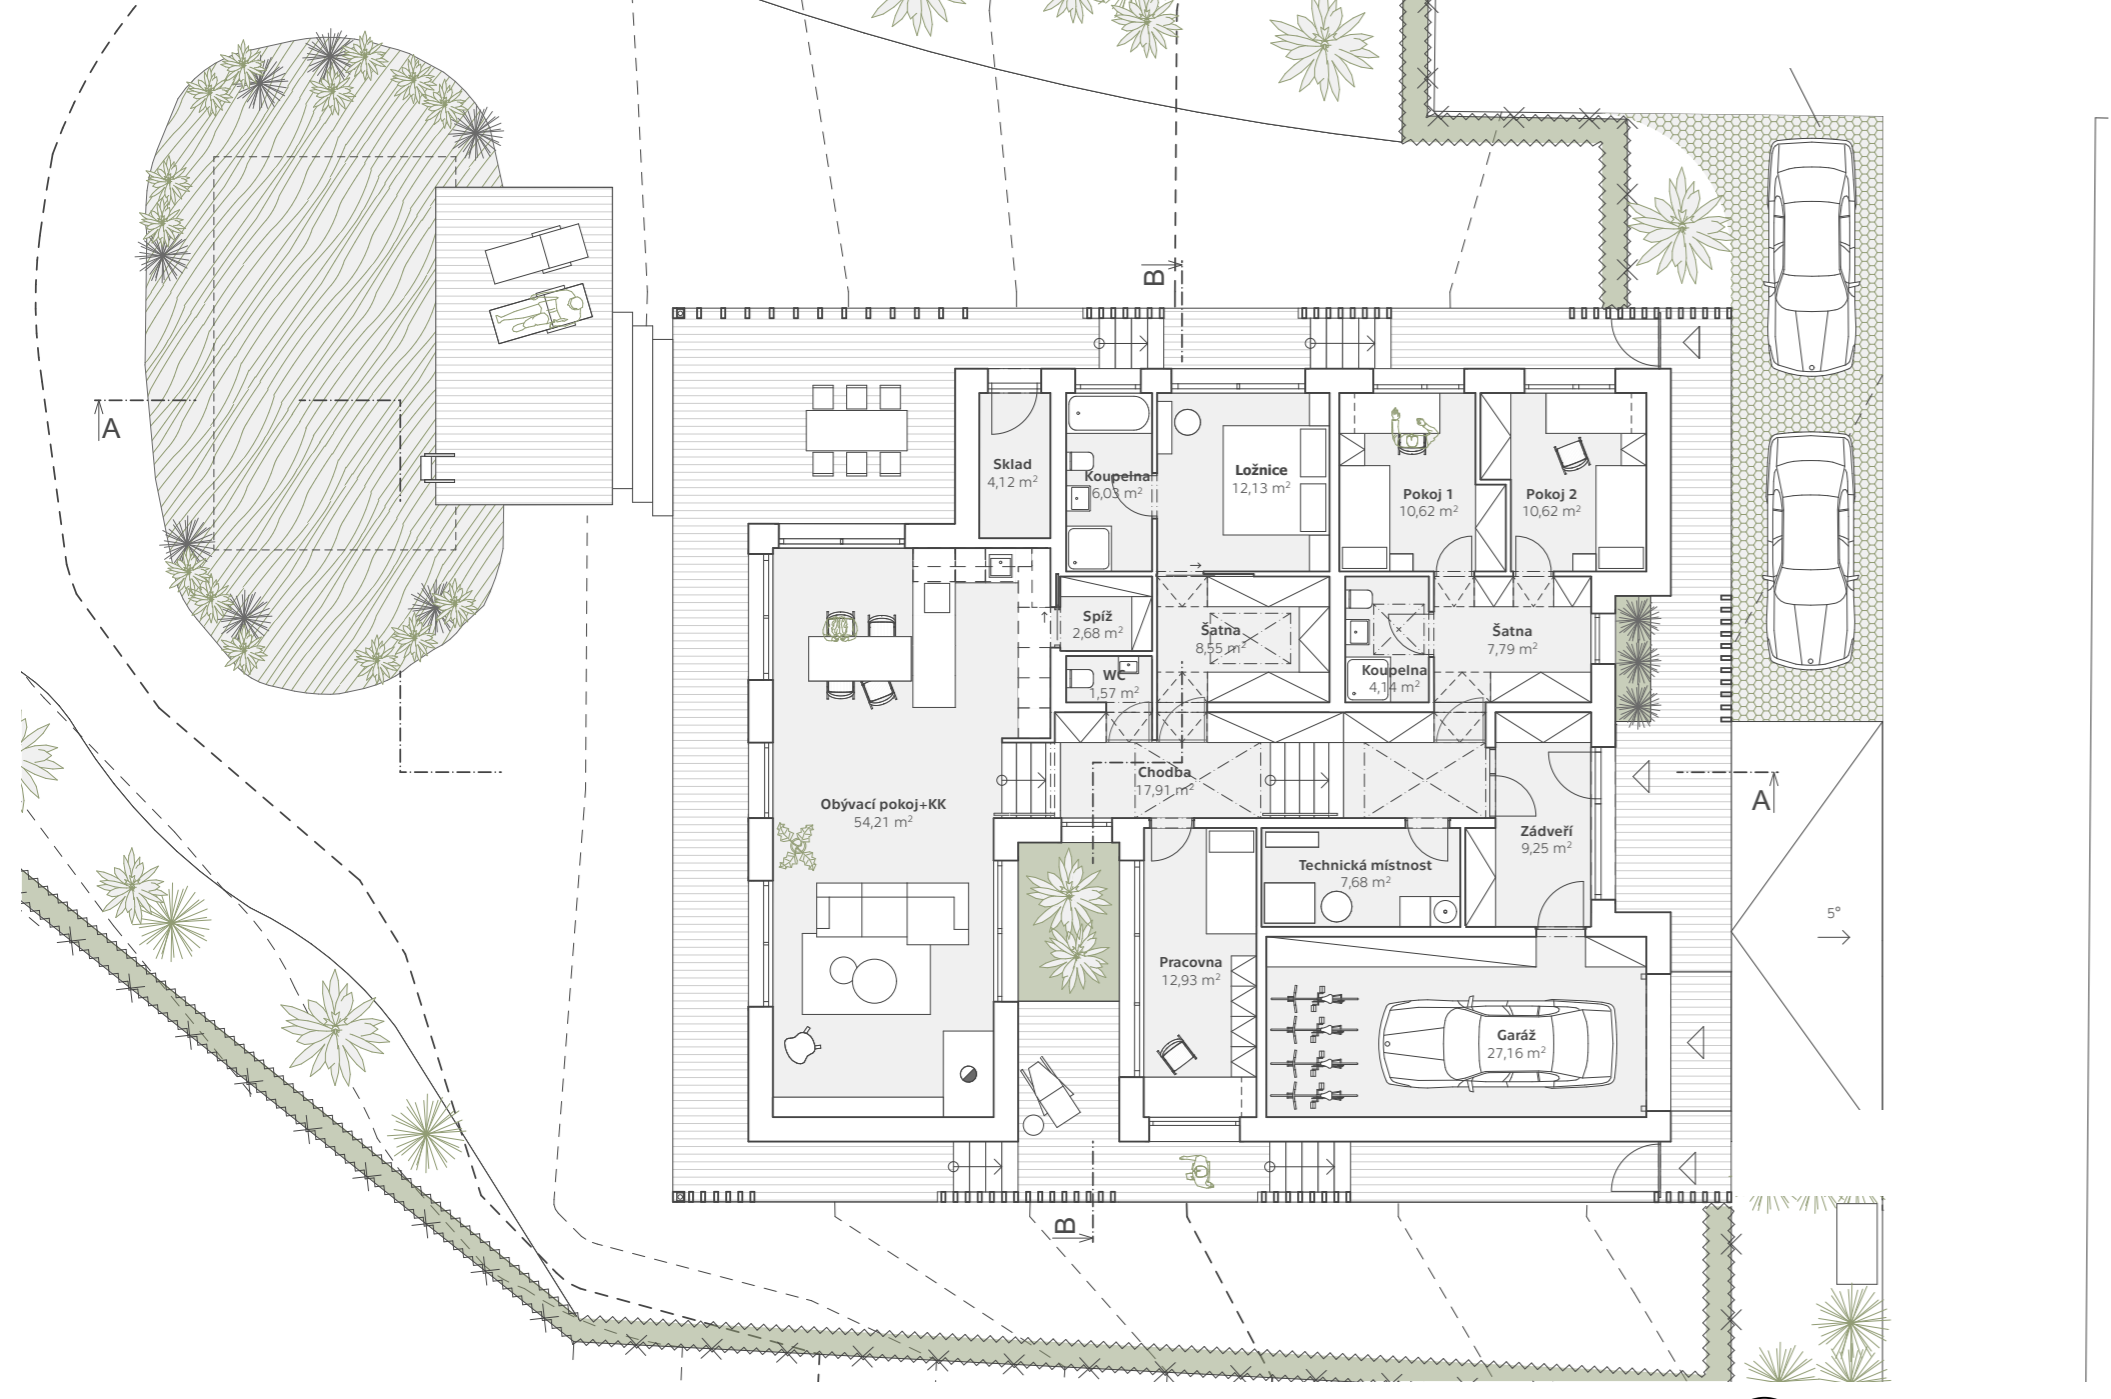 B
A
Sklad
4,12 m²
Koupelna
6,03 m²
Ložnice
12,13 m²
Pokoj 1
10,62 m²
Pokoj 2
10,62 m²
Spíž
2,68 m²
Šatna
8,55 m²
WC
1,57 m²
Koupelna
4,14 m²
Šatna
7,79 m²
Chodba
17,91 m²
Obývací pokoj+KK
54,21 m²
A
Zádveří
9,25 m²
Technická místnost
7,68 m²
5°
Pracovna
12,93 m²
Garáž
27,16 m²
B